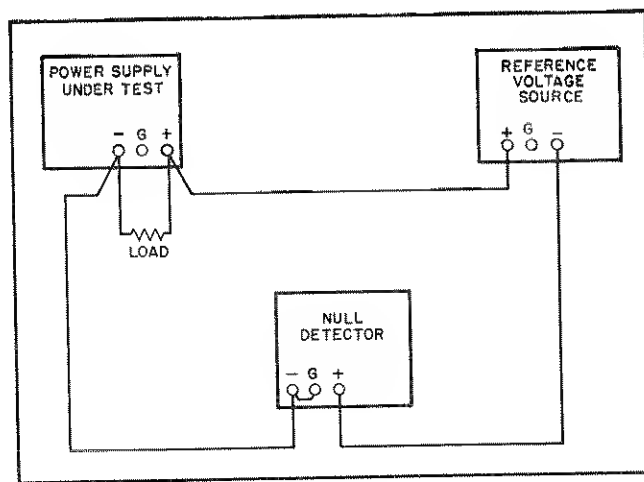 POWER SUPPLY
UNDER TEST
− G +
LOAD
REFERENCE
VOLTAGE
SOURCE
+ G −
NULL
DETECTOR
− G +